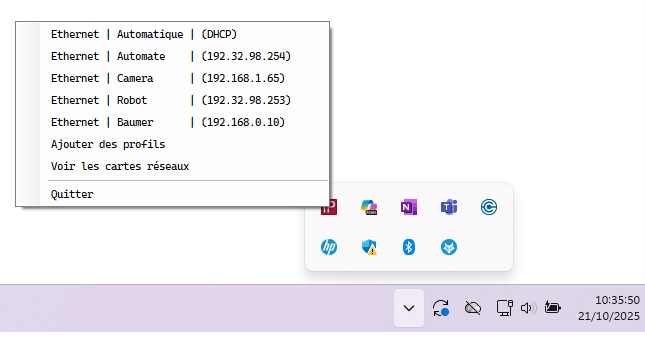 Ethernet | Automatique | (DHCP)
Ethernet | Automate | (192.32.98.254)
Ethernet | Camera | (192.168.1.65)
Ethernet | Robot | (192.32.98.253)
Ethernet | Baumer | (192.168.0.10)
Ajouter des profils
Voir les cartes réseaux
Quitter
hp
10:35:50
21/10/2025